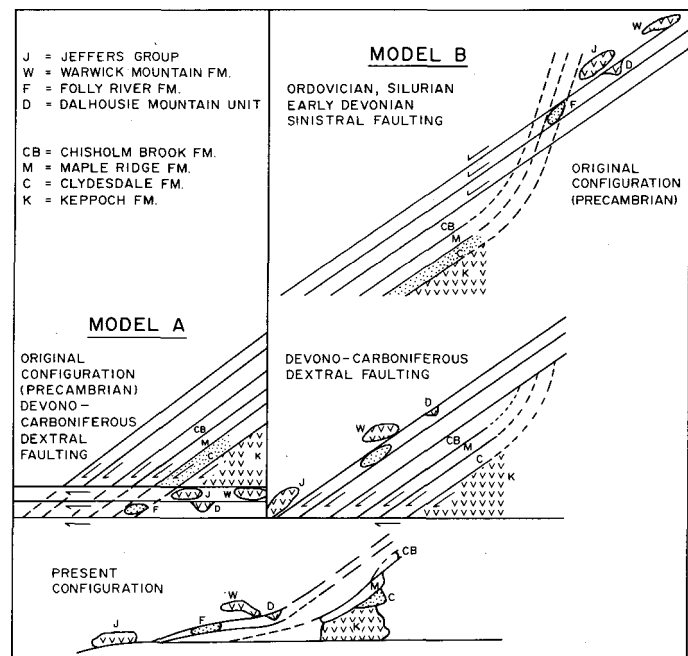 J = JEFFERS GROUP
W = WARWICK MOUNTAIN FM.
F = FOLLY RIVER FM.
D = DALHOUSIE MOUNTAIN UNIT
CB = CHISHOLM BROOK FM.
M = MAPLE RIDGE FM.
C = CLYDESDALE FM.
K = KEPPOCH FM.
MODEL B
ORDOVICIAN, SILURIAN
EARLY DEVONIAN
SINISTRAL FAULTING
W
J
D
F
ORIGINAL
CONFIGURATION
(PRECAMBRIAN)
CB
M
C
K
MODEL A
ORIGINAL
CONFIGURATION
(PRECAMBRIAN)
DEVONO-
CARBONIFEROUS
DEXTRAL
FAULTING
CB
M
C
K
J
W
F
D
DEVONO-CARBONIFEROUS
DEXTRAL FAULTING
D
W
CB
M
C
K
J
PRESENT
CONFIGURATION
CB
W
D
M
F
C
J
K